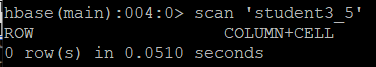 hbase(main):004:0> scan 'student3_5'
ROW                   COLUMN+CELL
0 row(s) in 0.0510 seconds